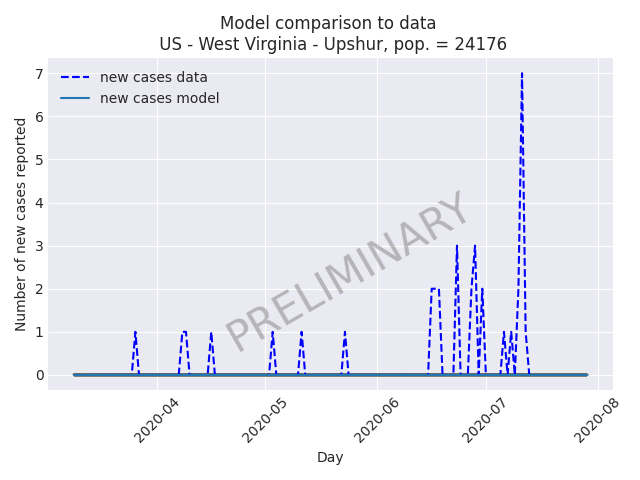 Model comparison to data
US - West Virginia - Upshur, pop. = 24176
new cases data
new cases model
Number of new cases reported
7
6
5
4
3
2
1
0
PRELIMINARY
2020-04
2020-05
2020-06
2020-07
2020-08
Day